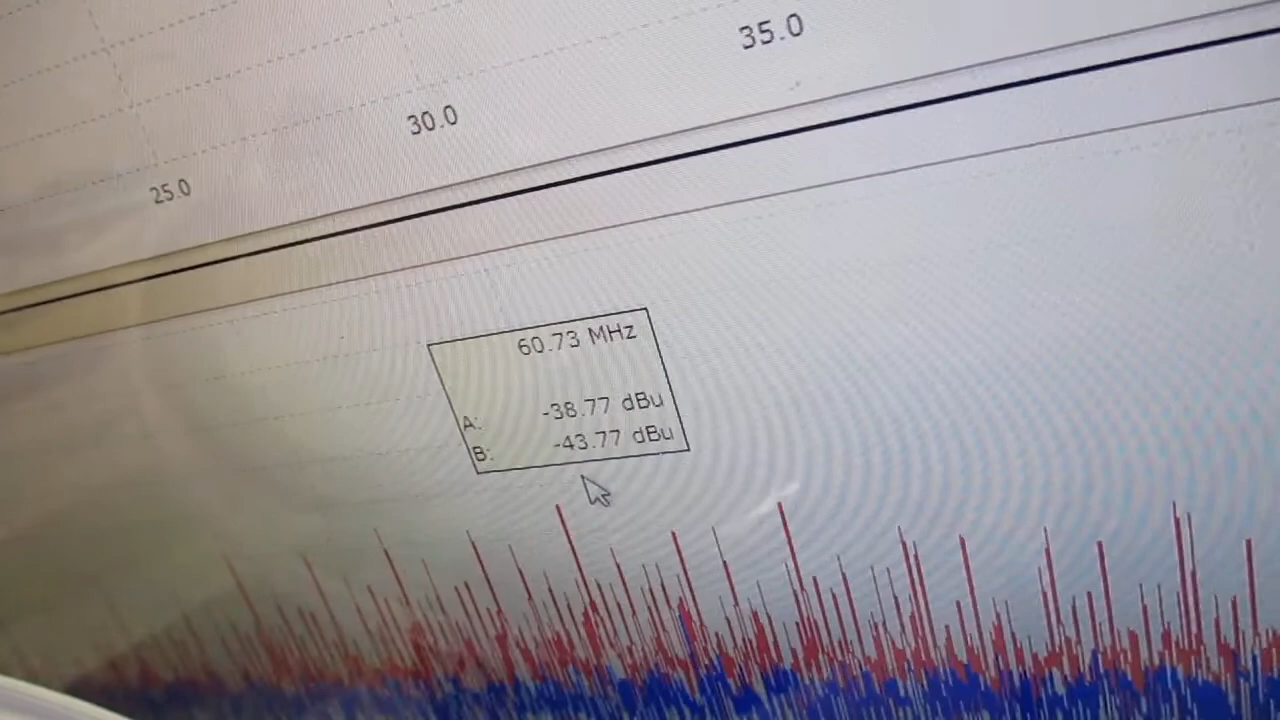 35.0
30.0
25.0
60.73 MHz
A: -38.77 dBu
B: -43.77 dBu